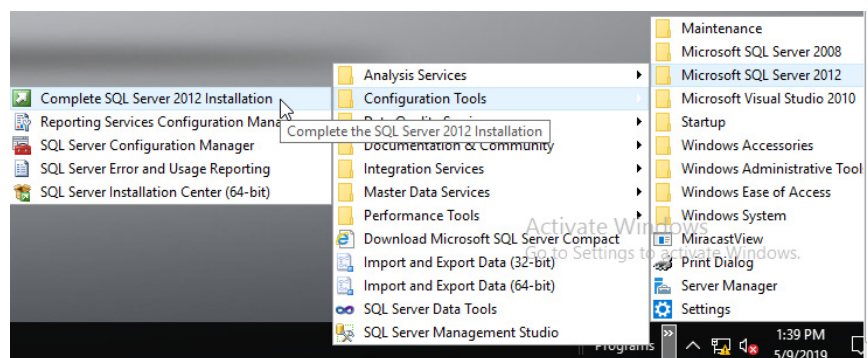 Maintenance
Microsoft SQL Server 2008
Microsoft SQL Server 2012
Microsoft Visual Studio 2010
Startup
Windows Accessories
Windows Administrative Tool
Windows Ease of Access
Windows System
MiracastView
Print Dialog
Server Manager
Settings
Analysis Services
Configuration Tools
Documentation & Community
Integration Services
Master Data Services
Performance Tools
Download Microsoft SQL Server Compact
Import and Export Data (32-bit)
Import and Export Data (64-bit)
SQL Server Data Tools
SQL Server Management Studio
Complete SQL Server 2012 Installation
Reporting Services Configuration Mana
SQL Server Configuration Manager
SQL Server Error and Usage Reporting
SQL Server Installation Center (64-bit)
Complete the SQL Server 2012 Installation
Activate Windows
Go to Settings to activate Windows.
Programs
1:39 PM
5/9/2019